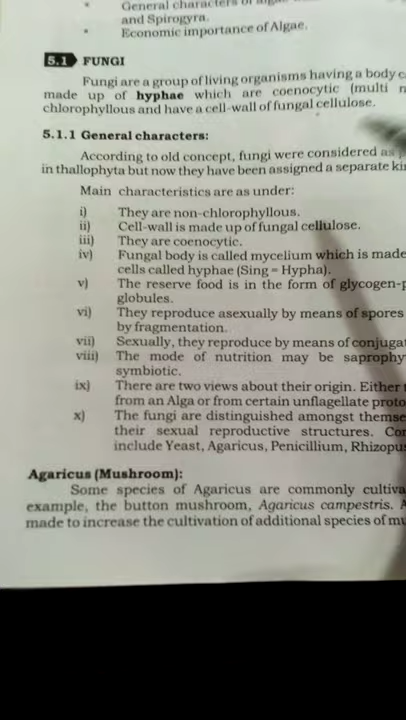 General characters of
and Spirogyra.
* Economic importance of Algae.
5.1 FUNGI
Fungi are a group of living organisms having a body
made up of hyphae which are coenocytic (multi
chlorophyllous and have a cell-wall of fungal cellulose.
5.1.1 General characters:
According to old concept, fungi were considered as
in thallophyta but now they have been assigned a separate
Main characteristics are as under:
i) They are non-chlorophyllous.
ii) Cell-wall is made up of fungal cellulose.
iii) They are coenocytic.
iv) Fungal body is called mycelium which is made
cells called hyphae (Sing = Hypha).
v) The reserve food is in the form of glycogen-
globules.
vi) They reproduce asexually by means of spores
by fragmentation.
vii) Sexually, they reproduce by means of
viii) The mode of nutrition may be
symbiotic.
ix) There are two views about their origin. Either
from an Alga or from certain unflagellate
x) The fungi are distinguished amongst
their sexual reproductive structures.
include Yeast, Agaricus, Penicillium,
Agaricus (Mushroom):
Some species of Agaricus are commonly
example, the button mushroom, Agaricus campestris.
made to increase the cultivation of additional species of